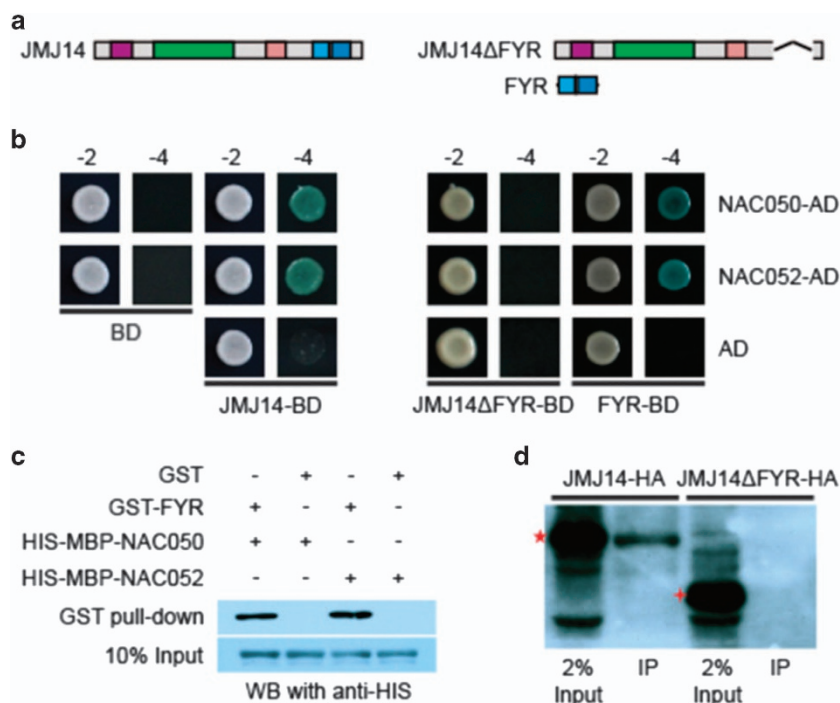 a
JMJ14
JMJ14ΔFYR
FYR
b
-2 -4 -2 -4 -2 -4 -2 -4
NAC050-AD
NAC052-AD
BD
AD
JMJ14-BD
JMJ14ΔFYR-BD
FYR-BD
c
GST - + - +
GST-FYR + - + -
HIS-MBP-NAC050 + + - -
HIS-MBP-NAC052 - - + +
GST pull-down
10% Input
WB with anti-HIS
d
JMJ14-HA JMJ14ΔFYR-HA
2% IP 2% IP
Input Input